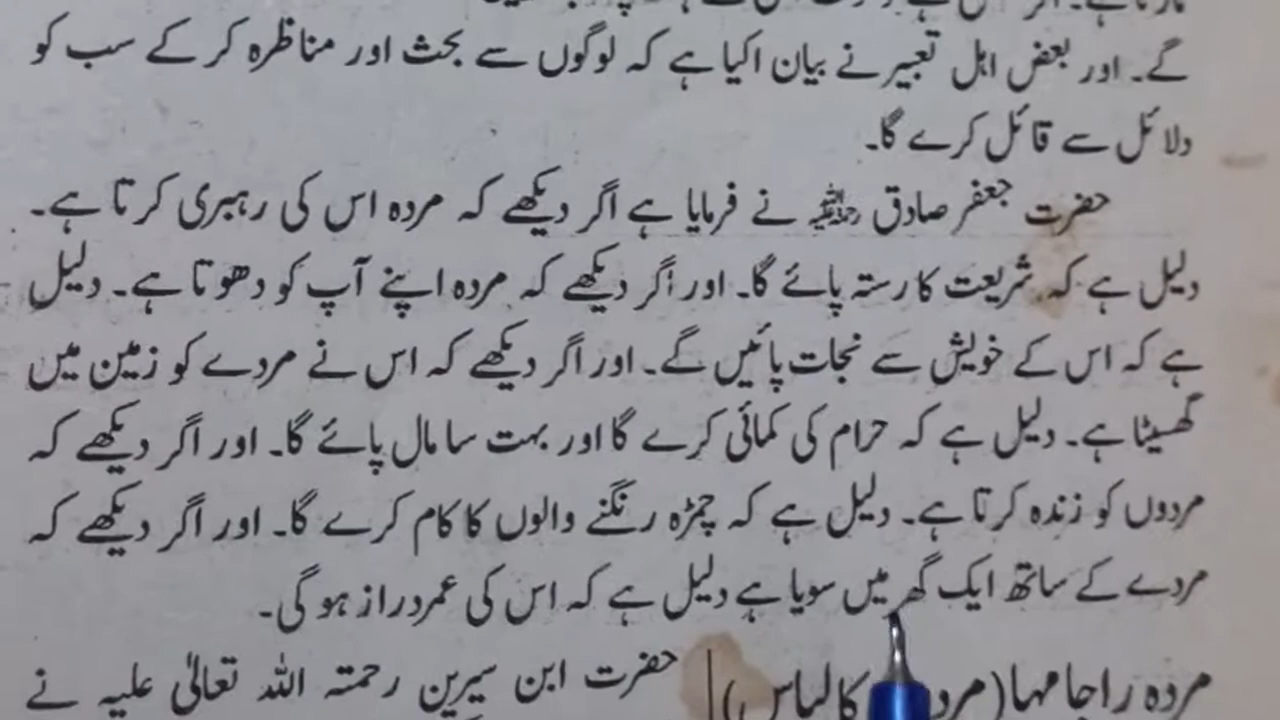 گے۔ اور بعض اہل تعبیر نے بیان اکیا ہے کہ لوگوں سے بحث اور مناظرہ کر کے سب کو
دلائل سے قائل کرے گا۔
حضرت جعفر صادق رحمۃ اللہ علیہ نے فرمایا ہے اگر دیکھے کہ مردہ اس کی رہبری کرتا ہے۔
دلیل ہے کہ شریعت کا رستہ پائے گا۔ اور اگر دیکھے کہ مردہ اپنے آپ کو دھوتا ہے۔ دلیل
ہے کہ اس کے خویش سے نجات پائیں گے۔ اور اگر دیکھے کہ اس نے مردے کو زمین میں
گھسیٹا ہے۔ دلیل ہے کہ حرام کی کمائی کرے گا اور بہت سا مال پائے گا۔ اور اگر دیکھے کہ
مردوں کو زندہ کرتا ہے۔ دلیل ہے کہ چمڑہ رنگنے والوں کا کام کرے گا۔ اور اگر دیکھے کہ
مردے کے ساتھ ایک گھر میں سویا ہے دلیل ہے کہ اس کی عمر دراز ہو گی۔
مردہ را جامہا (مرد کا لباس) حضرت ابن سیرین رحمتہ اللہ تعالیٰ علیہ نے